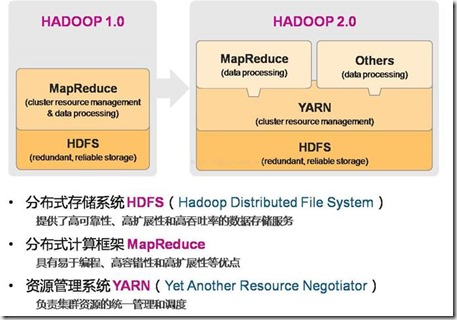 HADOOP 1.0
MapReduce
(cluster resource management
& data processing)
HDFS
(redundant, reliable storage)
HADOOP 2.0
MapReduce
(data processing)
Others
(data processing)
YARN
(cluster resource management)
HDFS
(redundant, reliable storage)
• 分布式存储系统 HDFS（Hadoop Distributed File System）
提供了高可靠性、高扩展性和高吞吐率的数据存储服务
• 分布式计算框架 MapReduce
具有易于编程、高容错性和高扩展性等优点
• 资源管理系统 YARN（Yet Another Resource Negotiator）
负责集群资源的统一管理和调度